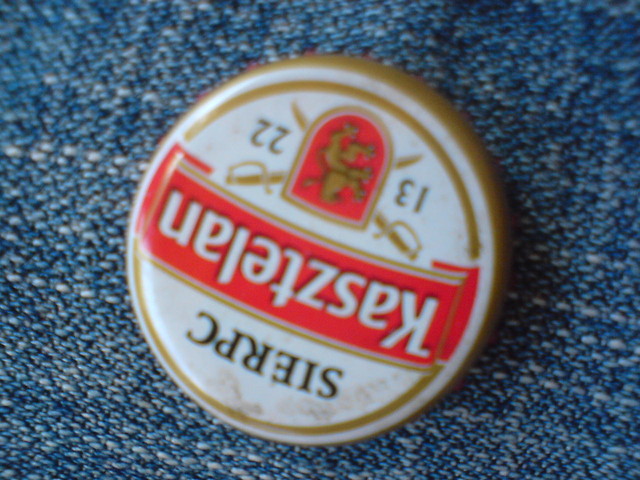 SIERPC
Kasztelan
13 22